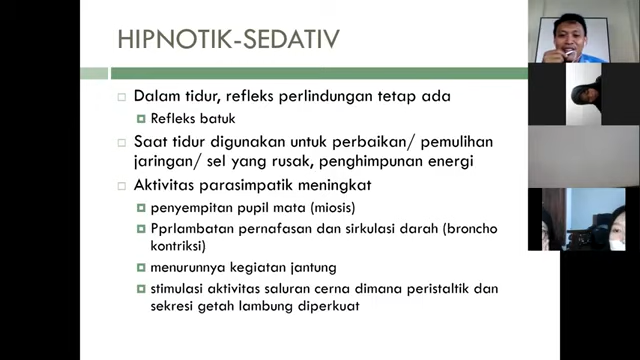 HIPNOTIK-SEDATIV
Dalam tidur, refleks perlindungan tetap ada
Refleks batuk
Saat tidur digunakan untuk perbaikan/ pemulihan
jaringan/ sel yang rusak, penghimpunan energi
Aktivitas parasimpatik meningkat
penyempitan pupil mata (miosis)
Pprlambatan pernafasan dan sirkulasi darah (broncho
kontriksi)
menurunnya kegiatan jantung
stimulasi aktivitas saluran cerna dimana peristaltik dan
sekresi getah lambung diperkuat